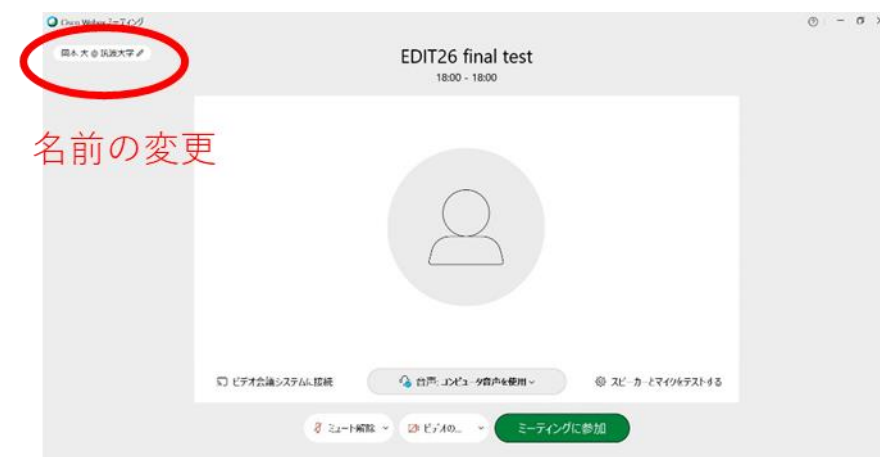 Cisco Webex ミーティング
岡本 大 @ 筑波大学
EDIT26 final test
18:00 - 18:00
名前の変更
ビデオ会議システムに接続
音声: コンピュータ音声を使用
スピーカーとマイクをテストする
ミュート解除
ビデオの...
ミーティングに参加